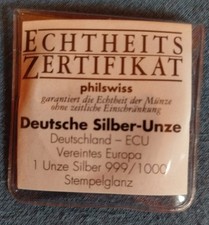 ECHTHEITS
ZERTIFIKAT
philswiss
garantiert die Echtheit der Münze
ohne zeitliche Einschränkung
Deutsche Silber-Unze
Deutschland – ECU
Vereintes Europa
1 Unze Silber 999/1000
Stempelglanz